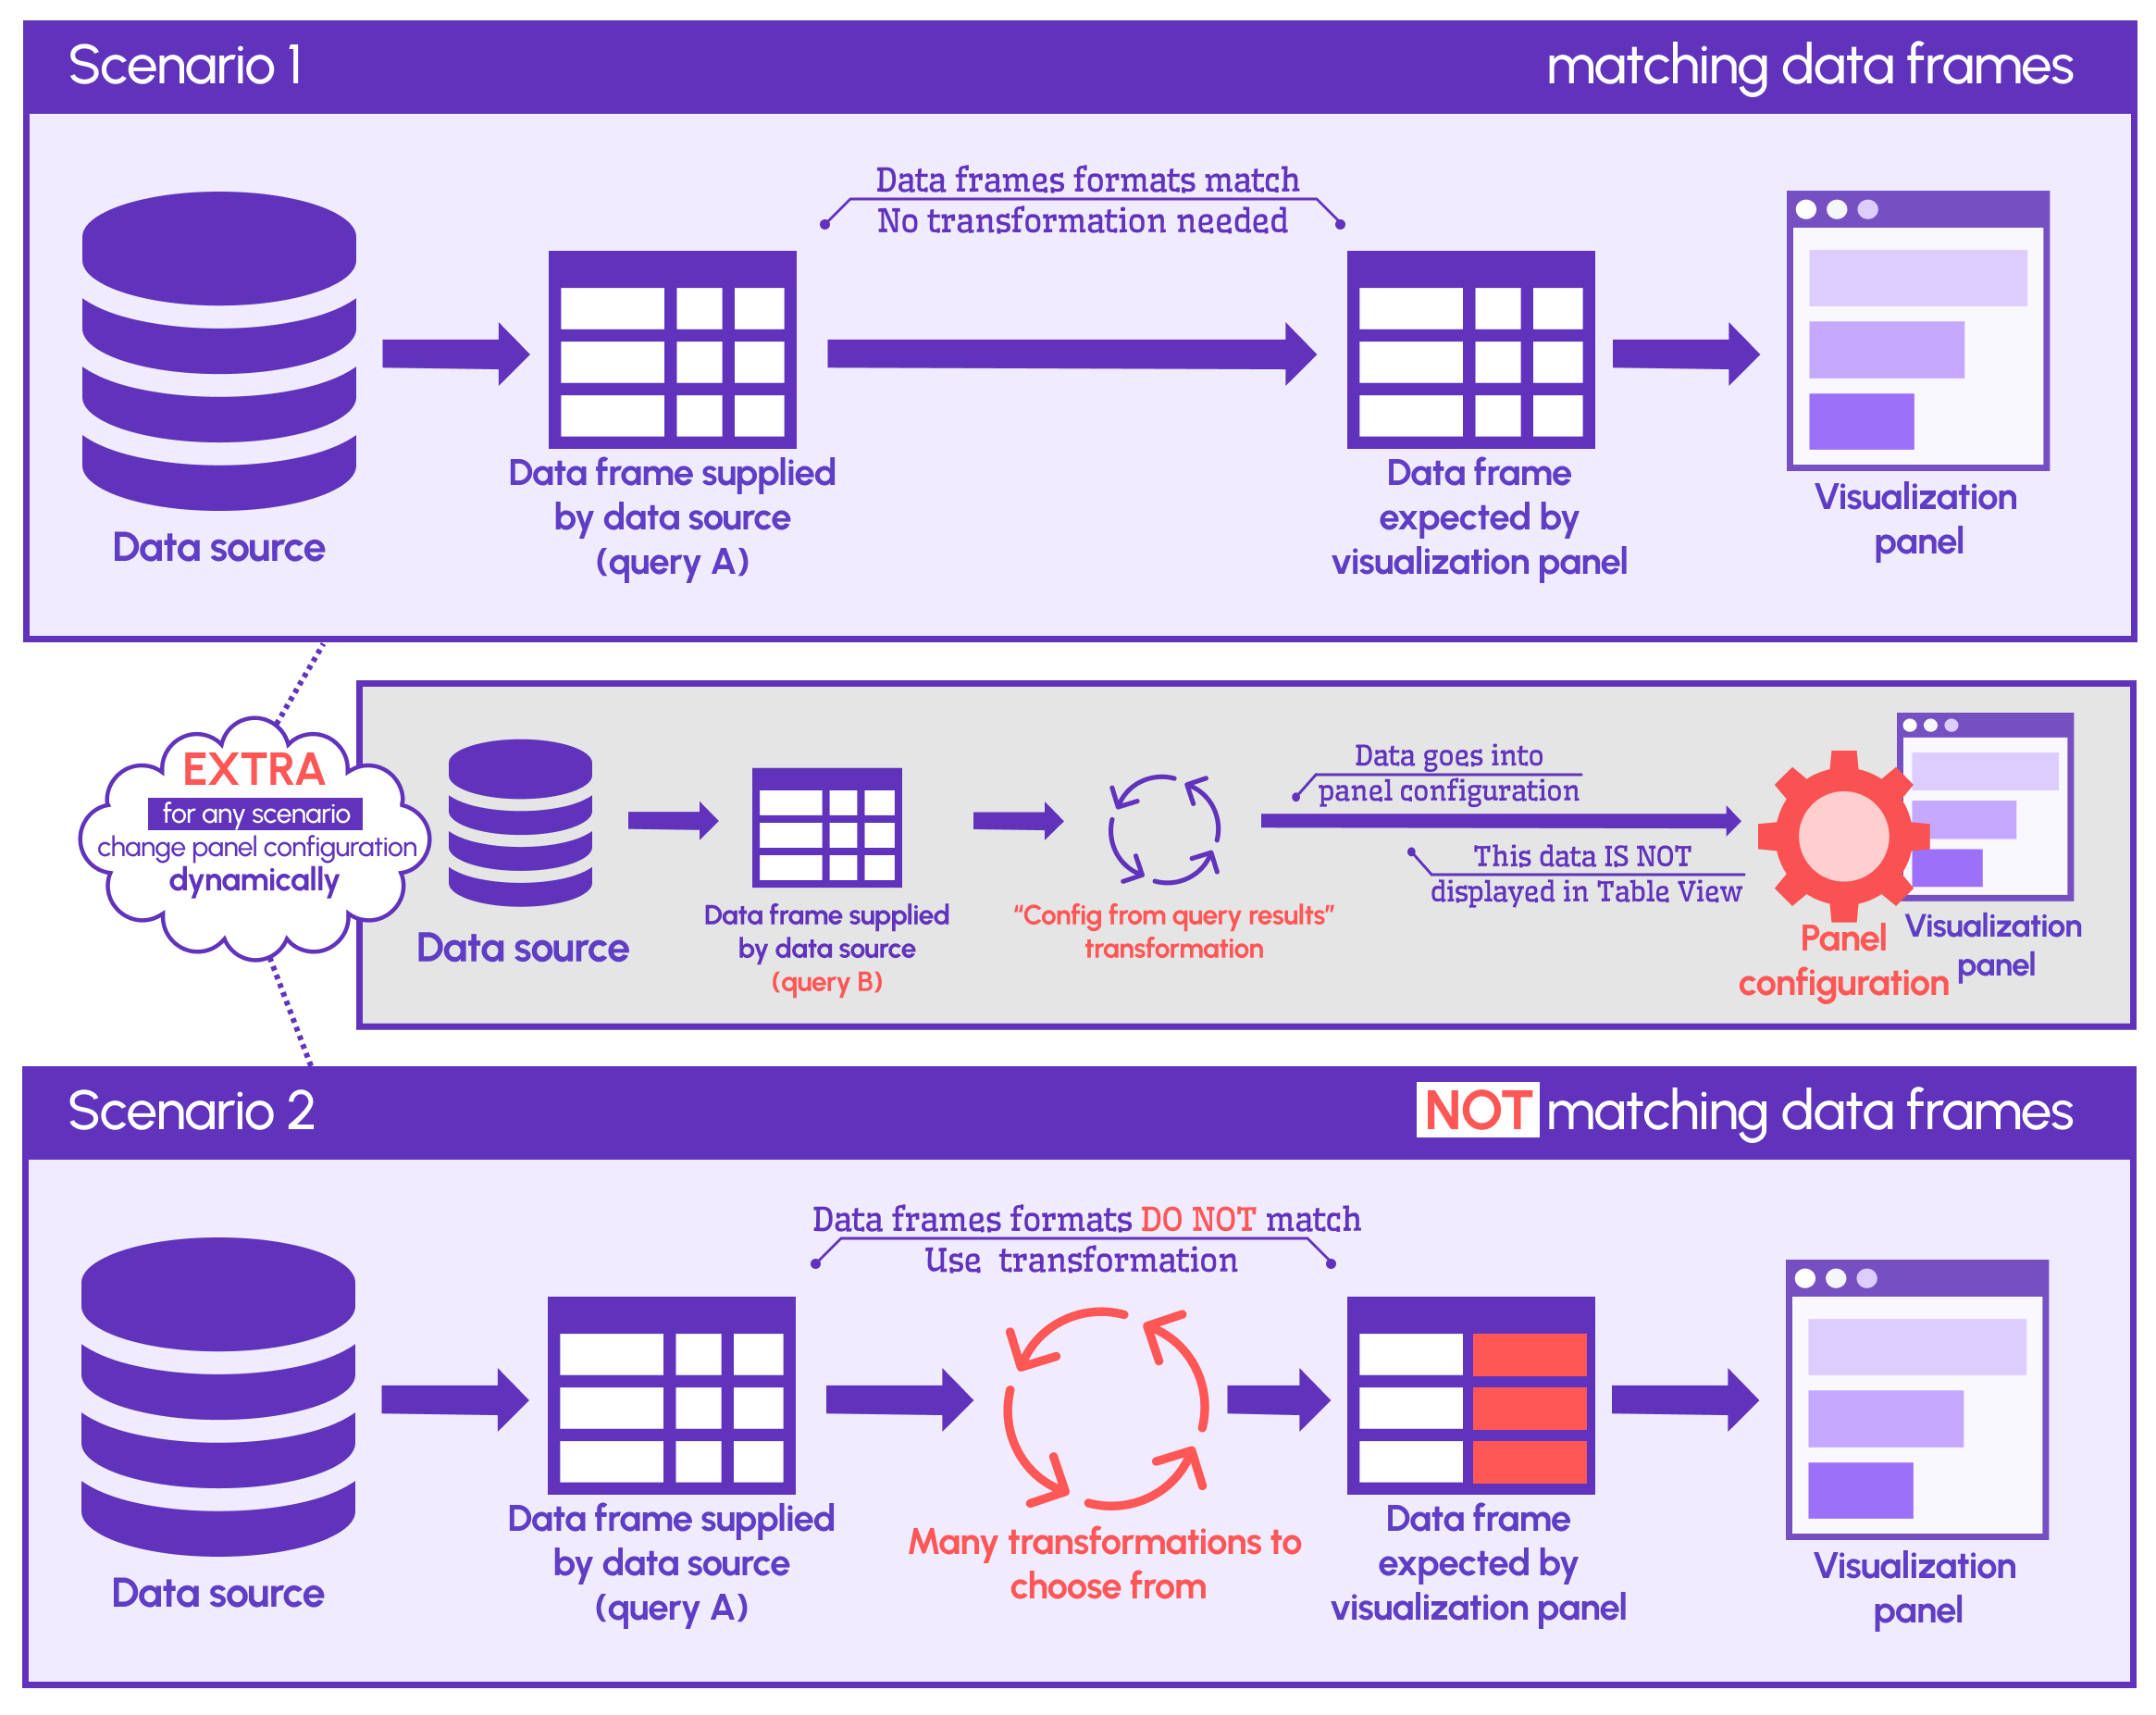 Scenario 1
matching data frames
Data frames formats match
No transformation needed
Data source
Data frame supplied
by data source
(query A)
Data frame
expected by
visualization panel
Visualization
panel
EXTRA
for any scenario
change panel configuration
dynamically
Data source
Data frame supplied
by data source
(query B)
“Config from query results”
transformation
Data goes into
panel configuration
This data IS NOT
displayed in Table View
Panel
configuration
Visualization
panel
Scenario 2
NOT matching data frames
Data frames formats DO NOT match
Use transformation
Data source
Data frame supplied
by data source
(query A)
Many transformations to
choose from
Data frame
expected by
visualization panel
Visualization
panel